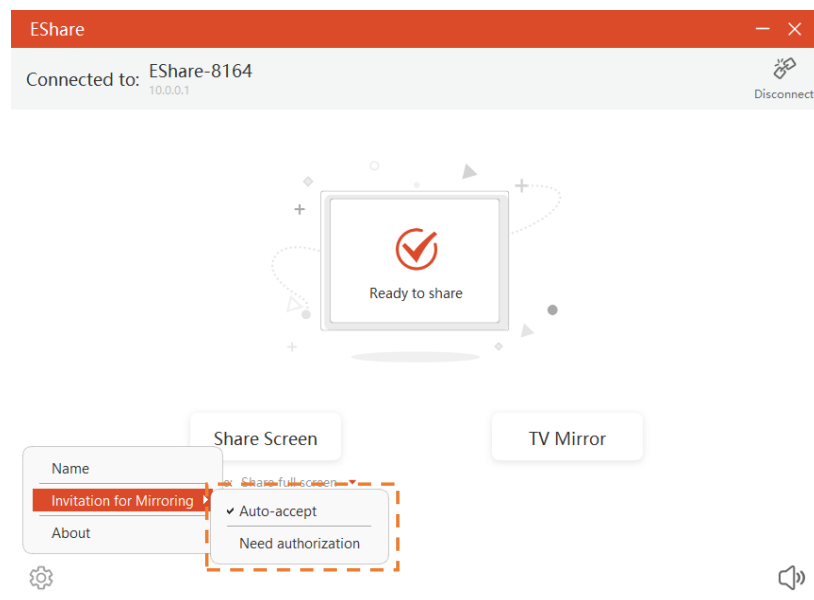 EShare
Connected to: EShare-8164
10.0.0.1
Disconnect
Ready to share
Share Screen
TV Mirror
Share full screen
Name
Invitation for Mirroring
About
Auto-accept
Need authorization